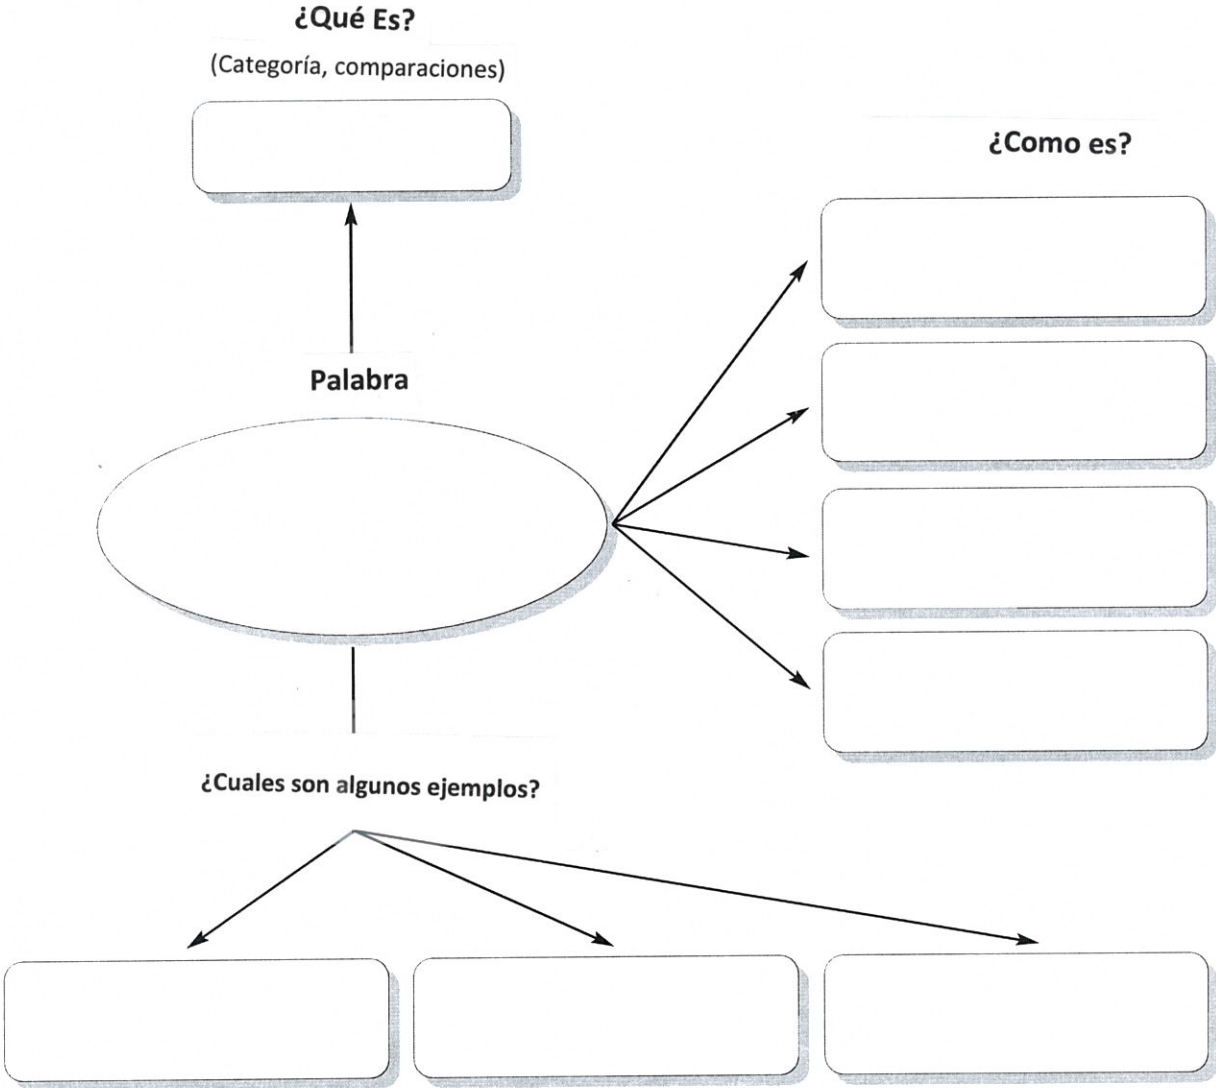 ¿Qué Es?
(Categoría, comparaciones)
¿Como es?
Palabra
¿Cuales son algunos ejemplos?